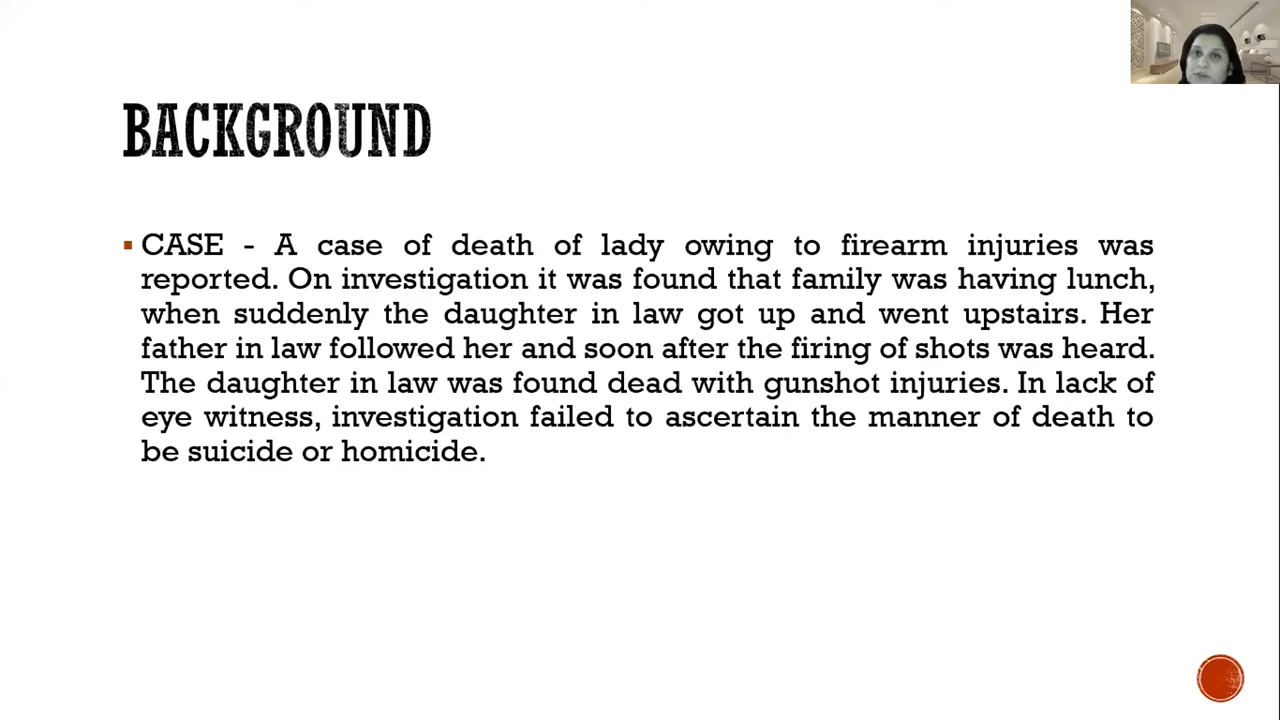 BACKGROUND
▪ CASE - A case of death of lady owing to firearm injuries was
reported. On investigation it was found that family was having lunch,
when suddenly the daughter in law got up and went upstairs. Her
father in law followed her and soon after the firing of shots was heard.
The daughter in law was found dead with gunshot injuries. In lack of
eye witness, investigation failed to ascertain the manner of death to
be suicide or homicide.